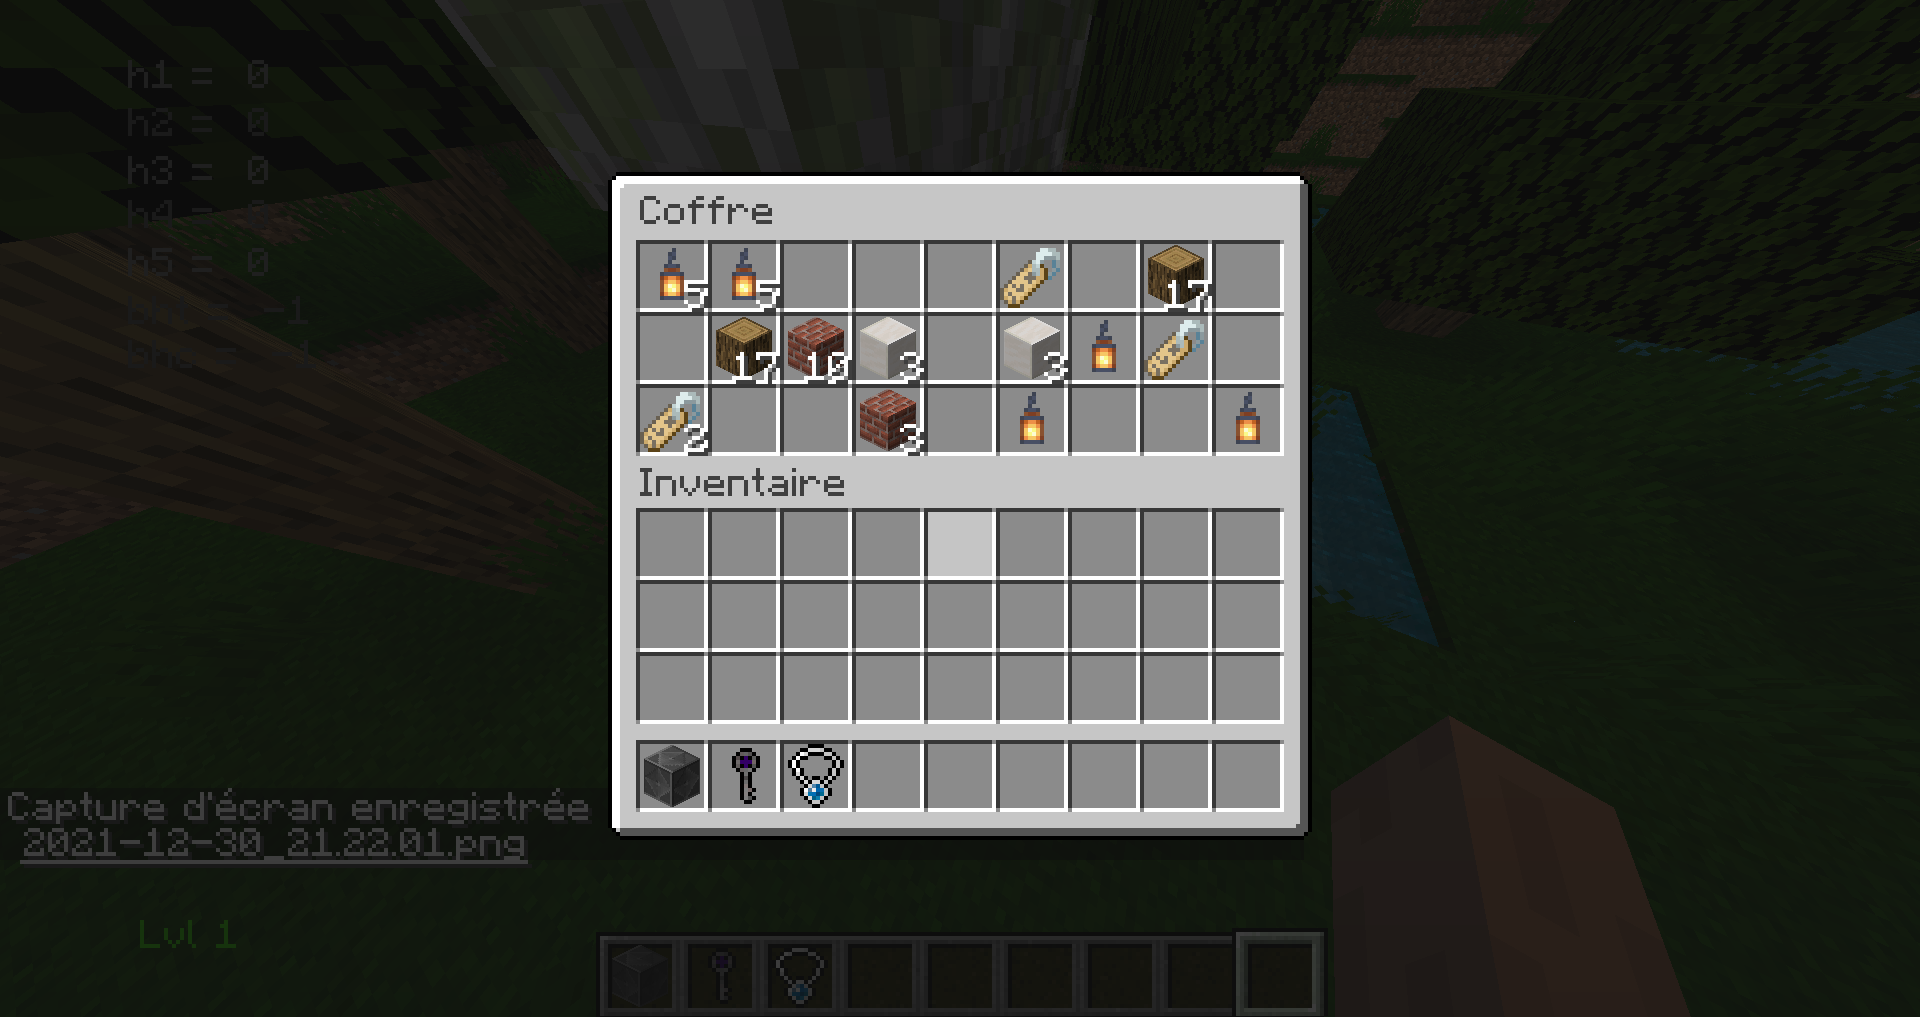 h1 = 0
h2 = 0
h3 = 0
h4 =
h5 = 0
Coffre
5 5 17
17 10 3 3
2 3
Inventaire
Capture d'écran enregistrée
2021-12-30_21.22.01.png
Lvl 1